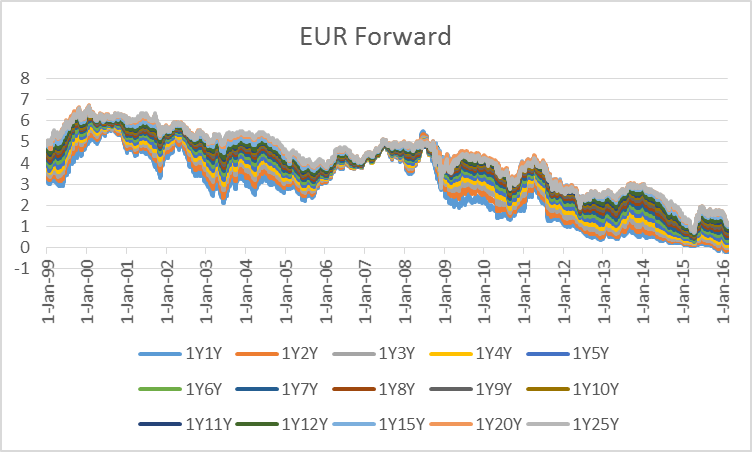 EUR Forward
8
7
6
5
4
3
2
1
0
-1
1-Jan-99
1-Jan-00
1-Jan-01
1-Jan-02
1-Jan-03
1-Jan-04
1-Jan-05
1-Jan-06
1-Jan-07
1-Jan-08
1-Jan-09
1-Jan-10
1-Jan-11
1-Jan-12
1-Jan-13
1-Jan-14
1-Jan-15
1-Jan-16
1Y1Y 1Y2Y 1Y3Y 1Y4Y 1Y5Y
1Y6Y 1Y7Y 1Y8Y 1Y9Y 1Y10Y
1Y11Y 1Y12Y 1Y15Y 1Y20Y 1Y25Y